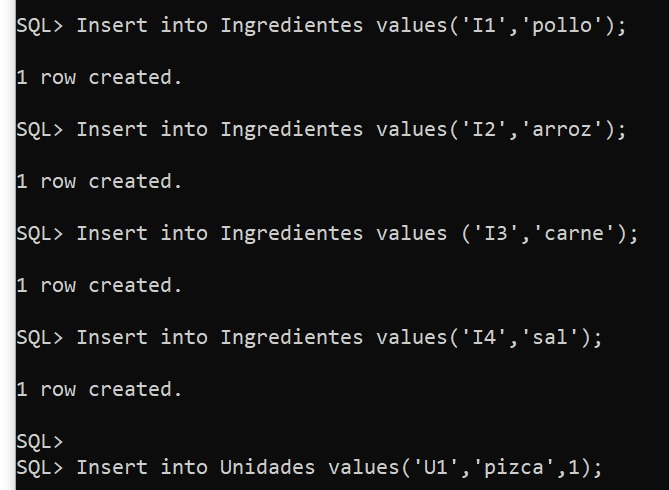 SQL> Insert into Ingredientes values('I1','pollo');
1 row created.
SQL> Insert into Ingredientes values('I2','arroz');
1 row created.
SQL> Insert into Ingredientes values ('I3','carne');
1 row created.
SQL> Insert into Ingredientes values('I4','sal');
1 row created.
SQL>
SQL> Insert into Unidades values('U1','pizca',1);